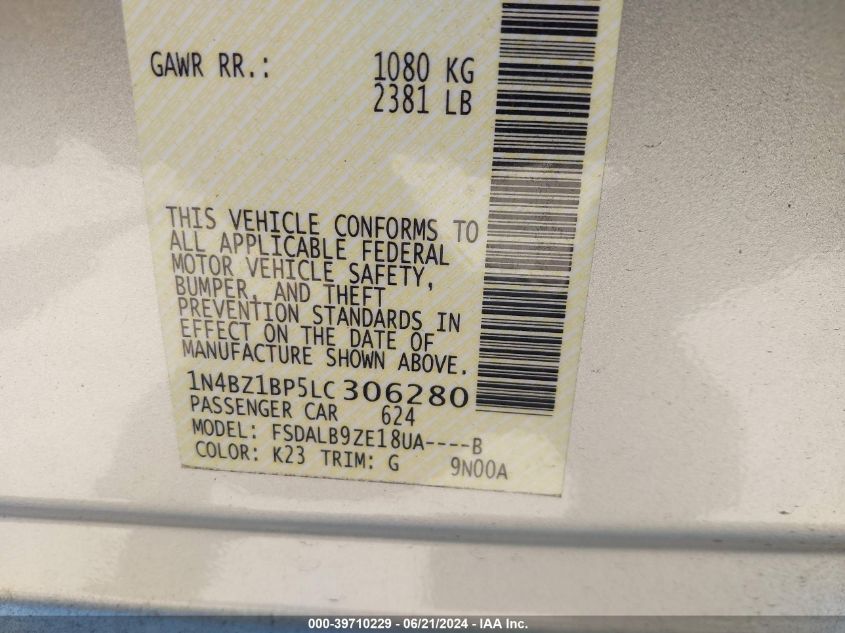 GAWR RR.: 1080 KG
2381 LB
THIS VEHICLE CONFORMS TO
ALL APPLICABLE FEDERAL
MOTOR VEHICLE SAFETY,
BUMPER, AND THEFT
PREVENTION STANDARDS IN
EFFECT ON THE DATE OF
MANUFACTURE SHOWN ABOVE.
1N4BZ1BP5LC306280
PASSENGER CAR 624
MODEL: FSDALB9ZE18UA----B
COLOR: K23 TRIM: G 9N00A
000-39710229 - 06/21/2024 - IAA Inc.